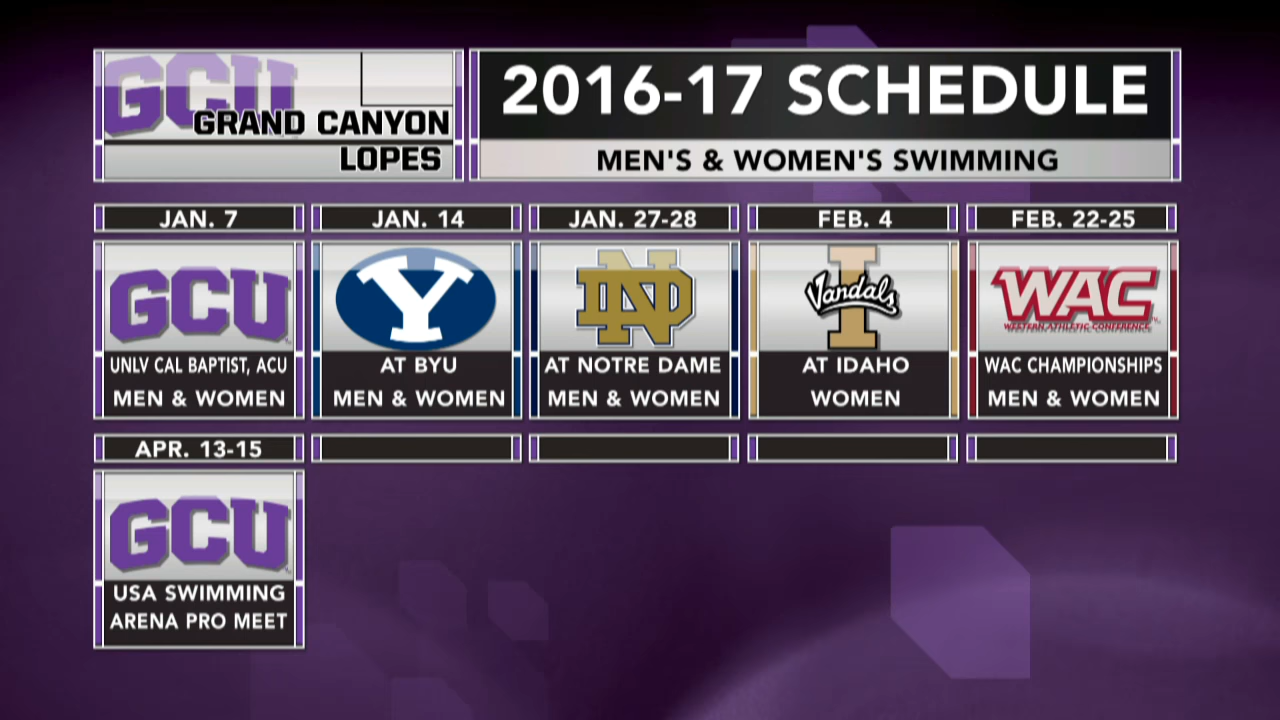 GCU
GRAND CANYON
LOPES
2016-17 SCHEDULE
MEN'S & WOMEN'S SWIMMING
JAN. 7
GCU
UNLV CAL BAPTIST, ACU
MEN & WOMEN
JAN. 14
Y
AT BYU
MEN & WOMEN
JAN. 27-28
ND
AT NOTRE DAME
MEN & WOMEN
FEB. 4
I
Vandals
AT IDAHO
WOMEN
FEB. 22-25
WAC
WESTERN ATHLETIC CONFERENCE
WAC CHAMPIONSHIPS
MEN & WOMEN
APR. 13-15
GCU
USA SWIMMING
ARENA PRO MEET